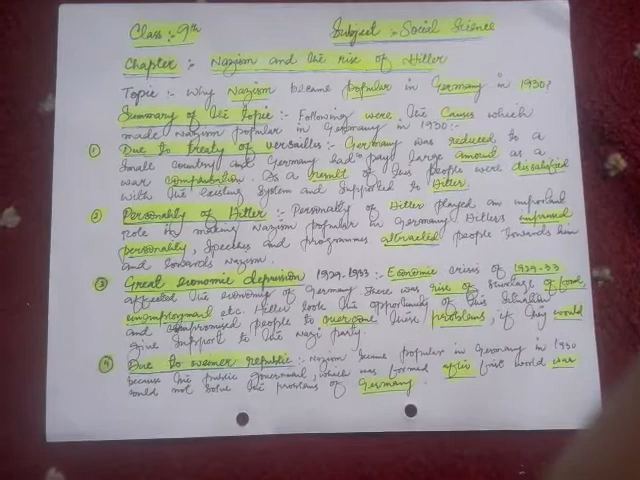 Class :- 9th Subject :- Social Science
Chapter :- Nazism and the rise of Hitler
Topic :- Why Nazism became popular in Germany in 1930?
Summary of the topic :- Following were the Causes which
made Nazism popular in Germany in 1930:-
① Due to treaty of versailles :- Germany was reduced to a
Small country and Germany had pay large amound as a
war As a result of this people were
with the existing System and Supported to Hitler.
② Personality of Hitler :- Personality of Hitler played an important
role in making Nazism popular in Germany Hitlers
personality, Speeches and programmes attracted people towards him
and towards Nazism.
③ Great economic depression 1929-1933 :- Economic crisis of 1929-33
affected the economy of Germany There was rise of of food,
unemployment etc. Hitler took the opportunity of this Situation
and people to overcome these problems, if they would
give Support to the Nazi party.
④ Due to republic :- Nazism became popular in Germany in 1930
because the public government, which was formed after first world war
could not solve the problems of Germany.